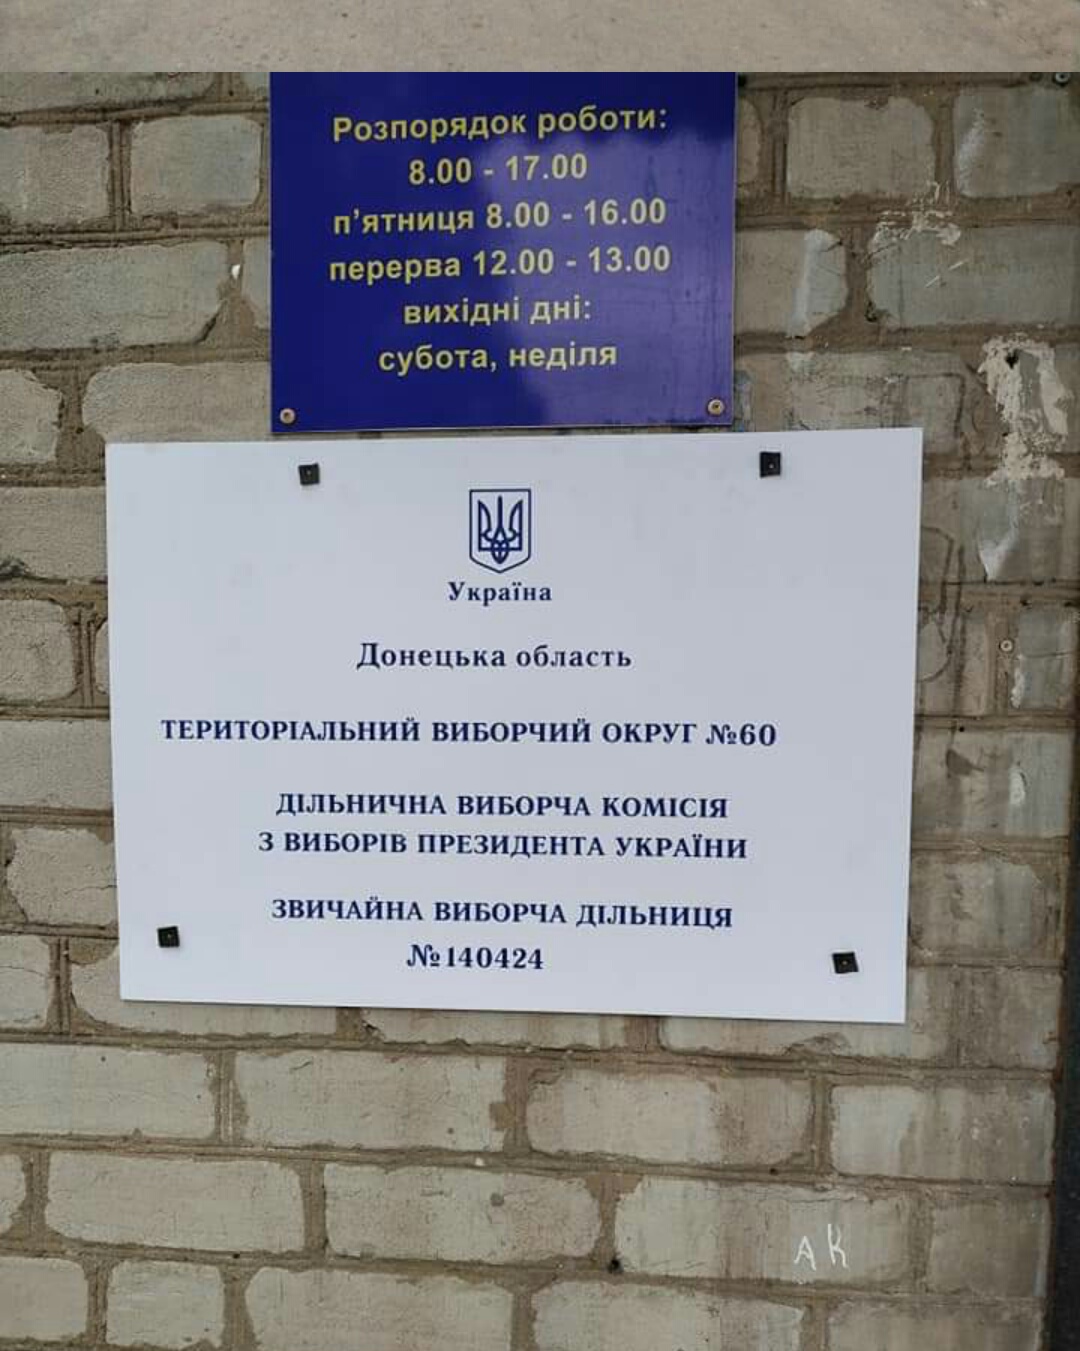 Розпорядок роботи:
8.00 - 17.00
п'ятниця 8.00 - 16.00
перерва 12.00 - 13.00
вихідні дні:
субота, неділя
Україна
Донецька область
ТЕРИТОРІАЛЬНИЙ ВИБОРЧИЙ ОКРУГ №60
ДІЛЬНИЧНА ВИБОРЧА КОМІСІЯ
З ВИБОРІВ ПРЕЗИДЕНТА УКРАЇНИ
ЗВИЧАЙНА ВИБОРЧА ДІЛЬНИЦЯ
№140424
АК